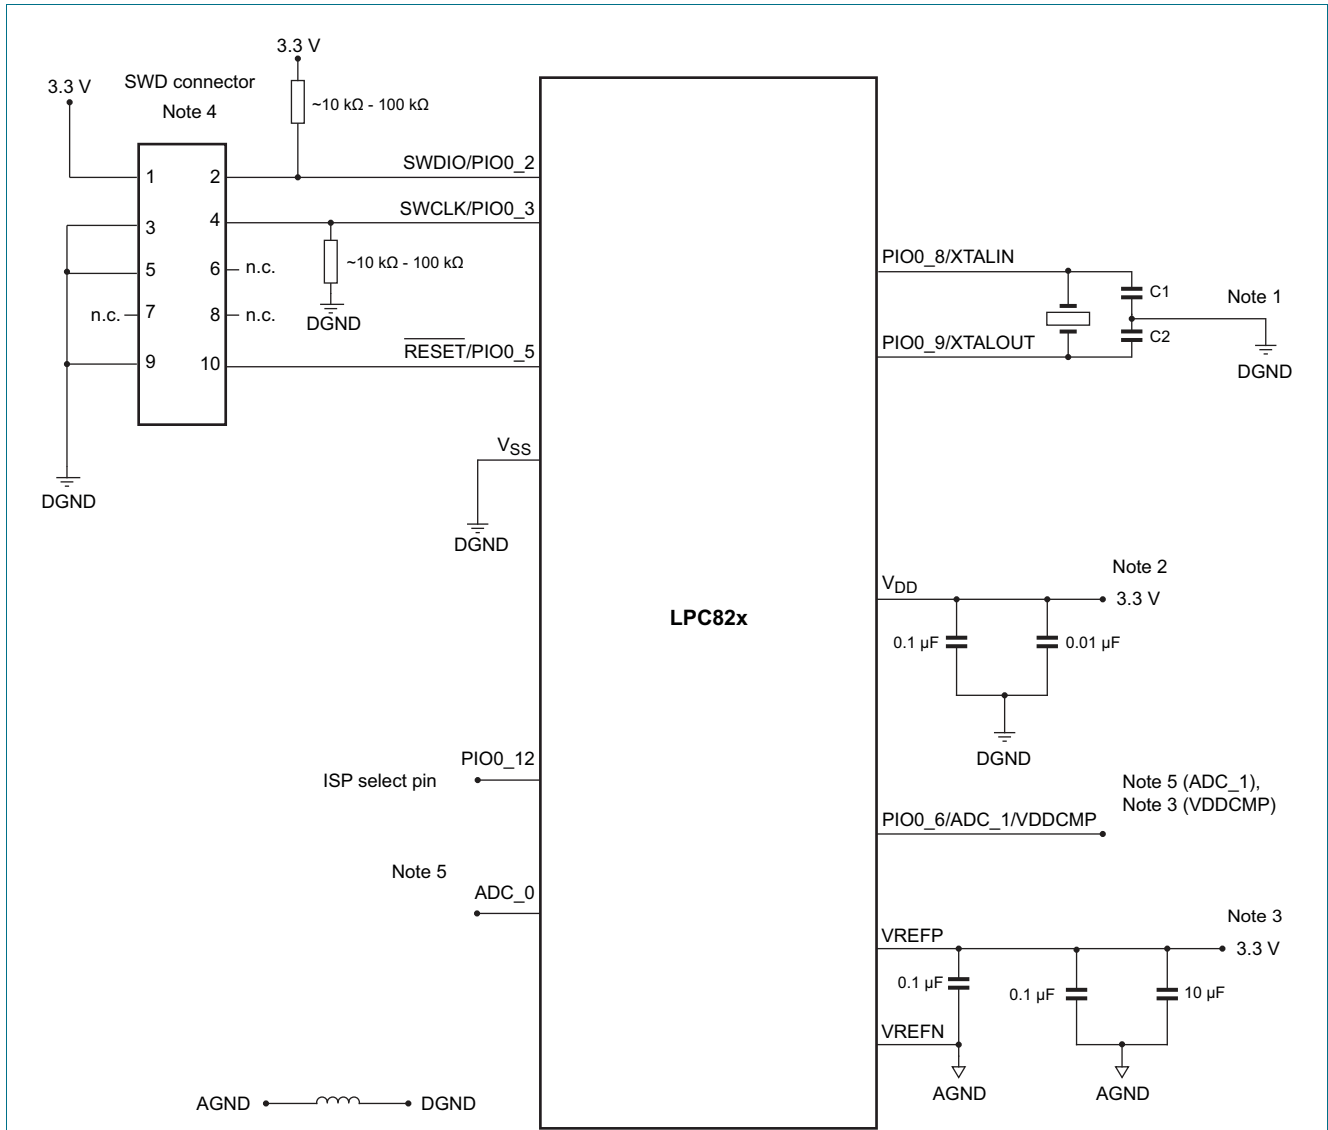 3.3 V
3.3 V
SWD connector
Note 4
~10 kΩ - 100 kΩ
1
2
SWDIO/PIO0_2
3
4
SWCLK/PIO0_3
~10 kΩ - 100 kΩ
DGND
5
6
n.c.
n.c.
7
8
n.c.
9
10
RESET/PIO0_5
DGND
VSS
DGND
LPC82x
PIO0_12
ISP select pin
Note 5
ADC_0
AGND
DGND
PIO0_8/XTALIN
C1
Note 1
PIO0_9/XTALOUT
C2
DGND
Note 2
VDD
3.3 V
0.1 µF
0.01 µF
DGND
Note 5 (ADC_1),
Note 3 (VDDCMP)
PIO0_6/ADC_1/VDDCMP
Note 3
VREFP
3.3 V
0.1 µF
0.1 µF
10 µF
VREFN
AGND
AGND